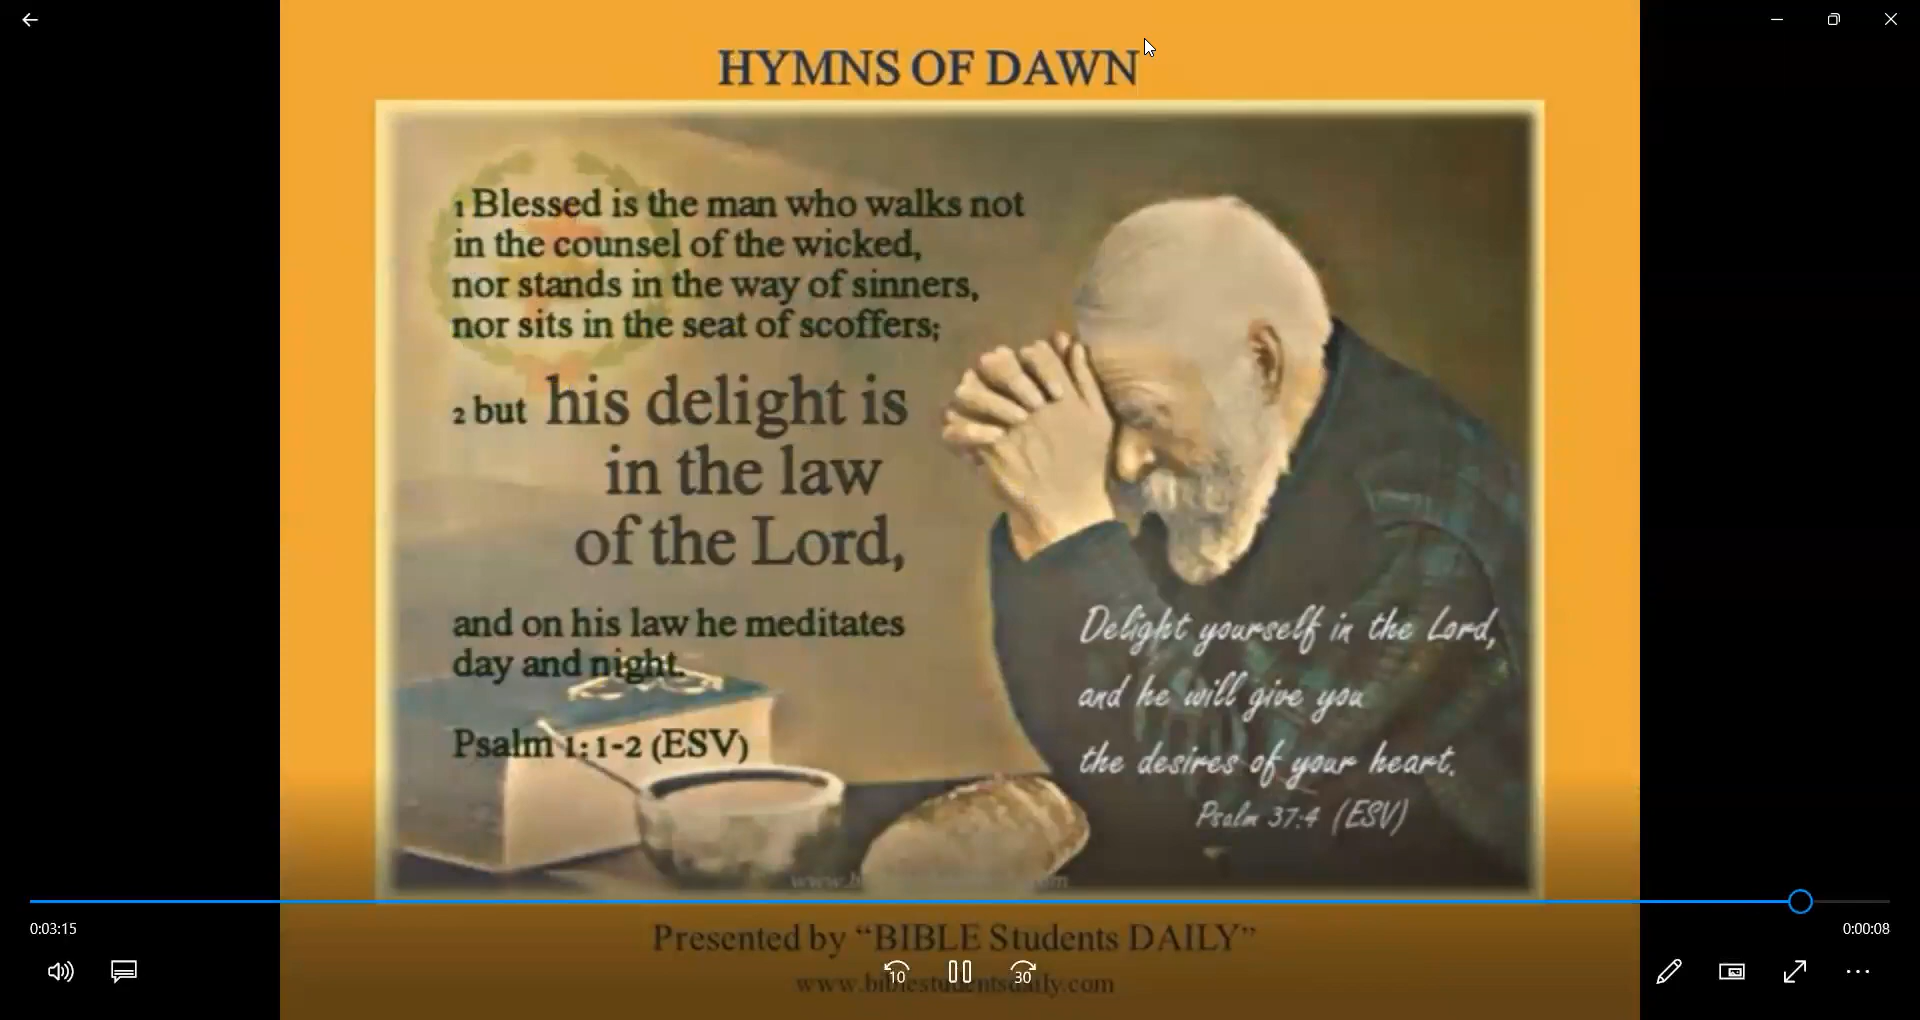 HYMNS OF DAWN
1 Blessed is the man who walks not
in the counsel of the wicked,
nor stands in the way of sinners,
nor sits in the seat of scoffers;
2 but his delight is
in the law
of the Lord,
and on his law he meditates
day and night.
Psalm 1:1-2 (ESV)
Delight yourself in the Lord,
and he will give you
the desires of your heart.
Psalm 37:4 (ESV)
0:03:15
0:00:08
Presented by “BIBLE Students DAILY”
10
30
www.biblestudentsdaily.com